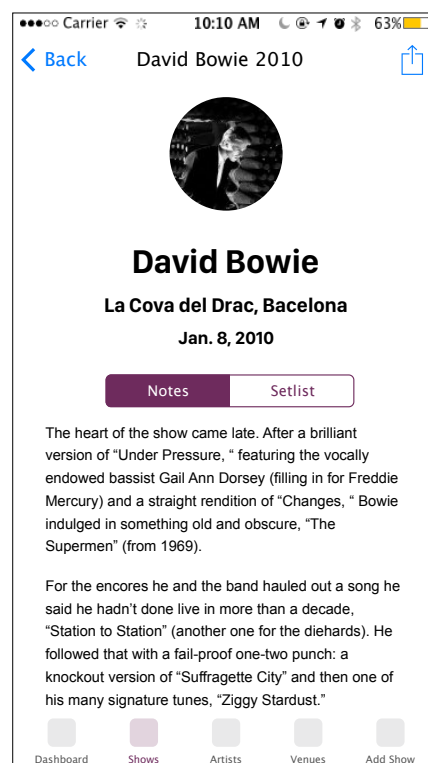 Carrier 10:10 AM 63%
Back David Bowie 2010
David Bowie
La Cova del Drac, Bacelona
Jan. 8, 2010
Notes Setlist
The heart of the show came late. After a brilliant
version of “Under Pressure, “ featuring the vocally
endowed bassist Gail Ann Dorsey (filling in for Freddie
Mercury) and a straight rendition of “Changes, “ Bowie
indulged in something old and obscure, “The
Supermen” (from 1969).
For the encores he and the band hauled out a song he
said he hadn’t done live in more than a decade,
“Station to Station” (another one for the diehards). He
followed that with a fail-proof one-two punch: a
knockout version of “Suffragette City” and then one of
his many signature tunes, “Ziggy Stardust.”
Dashboard Shows Artists Venues Add Show